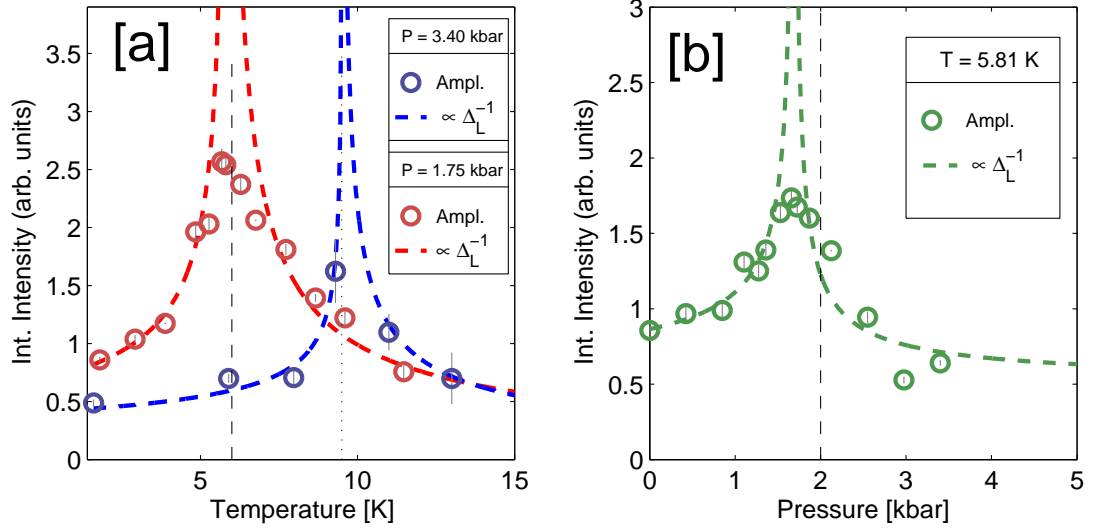 [a]
P = 3.40 kbar
Ampl.
∝ Δ_L^-1
P = 1.75 kbar
Ampl.
∝ Δ_L^-1
Int. Intensity (arb. units)
3.5
3
2.5
2
1.5
1
0.5
0
5
10
15
Temperature [K]
[b]
T = 5.81 K
Ampl.
∝ Δ_L^-1
Int. Intensity (arb. units)
3
2.5
2
1.5
1
0.5
0
0
1
2
3
4
5
Pressure [kbar]